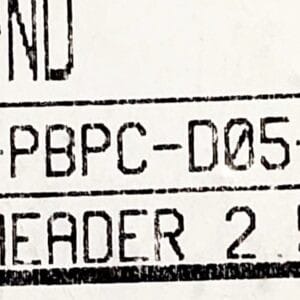 ND
-PBPC-D05-
HEADER 2